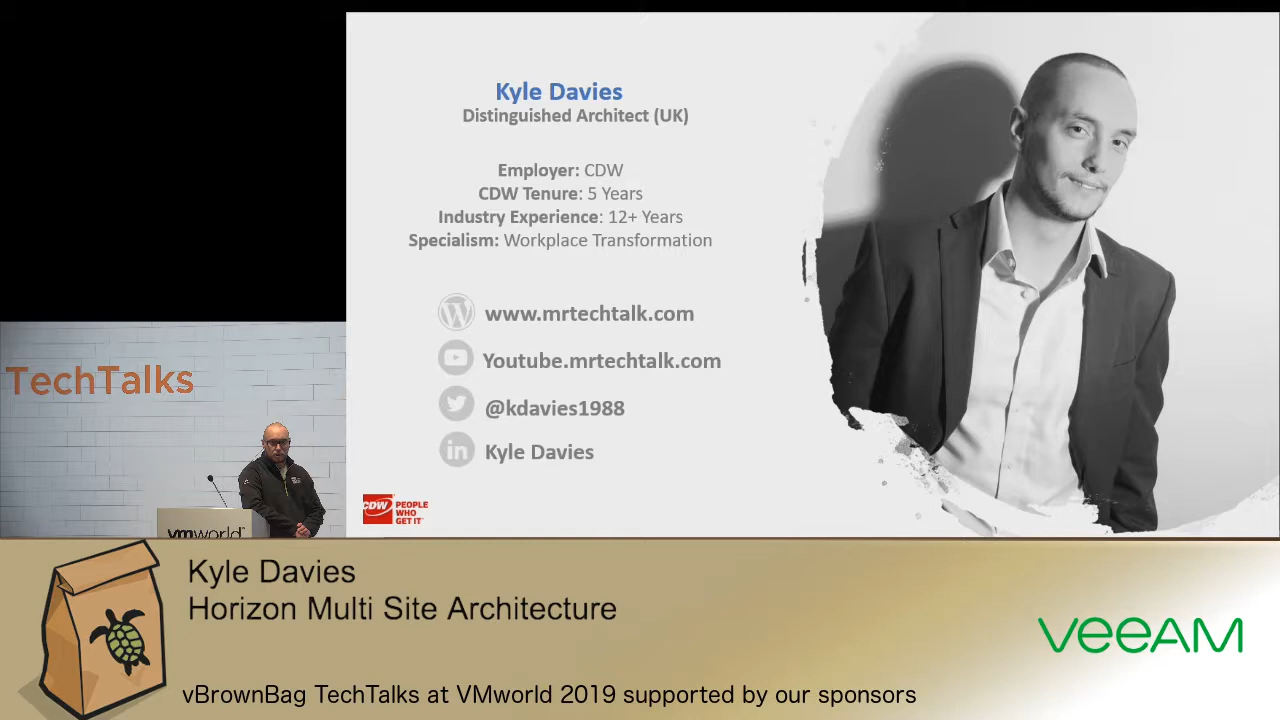 Kyle Davies
Distinguished Architect (UK)
Employer: CDW
CDW Tenure: 5 Years
Industry Experience: 12+ Years
Specialism: Workplace Transformation
www.mrtechtalk.com
Youtube.mrtechtalk.com
@kdavies1988
Kyle Davies
CDW
PEOPLE
WHO
GET IT
TechTalks
vmworld
Kyle Davies
Horizon Multi Site Architecture
veeAM
vBrownBag TechTalks at VMworld 2019 supported by our sponsors